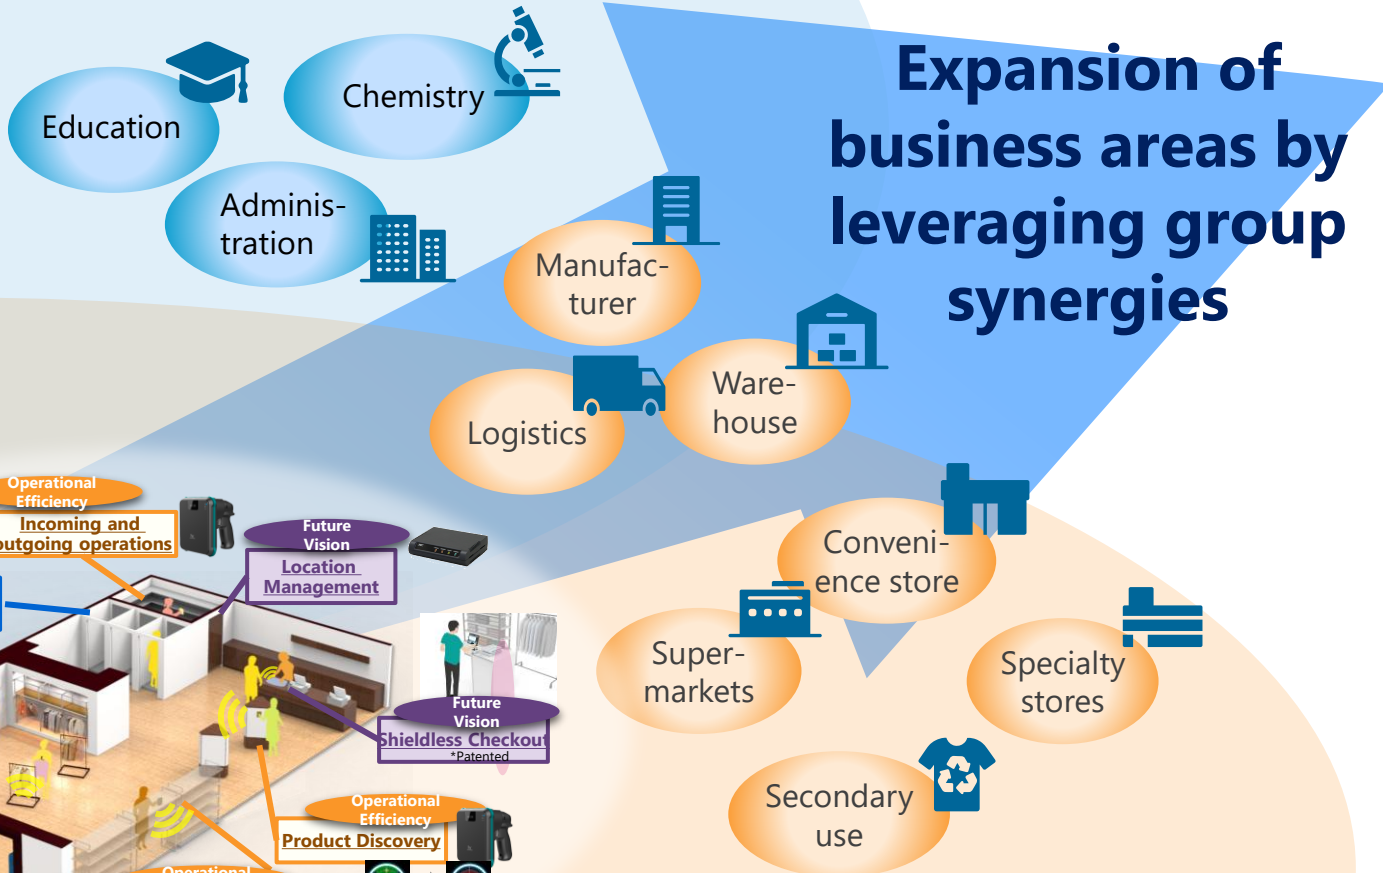 Expansion of
business areas by
leveraging group
synergies
Education
Chemistry
Adminis-
tration
Manufac-
turer
Ware-
house
Logistics
Conveni-
ence store
Super-
markets
Specialty
stores
Secondary
use
Operational
Efficiency
Incoming and
outgoing operations
Future
Vision
Location
Management
Future
Vision
Shieldless Checkout
*Patented
Operational
Efficiency
Product Discovery
Operational